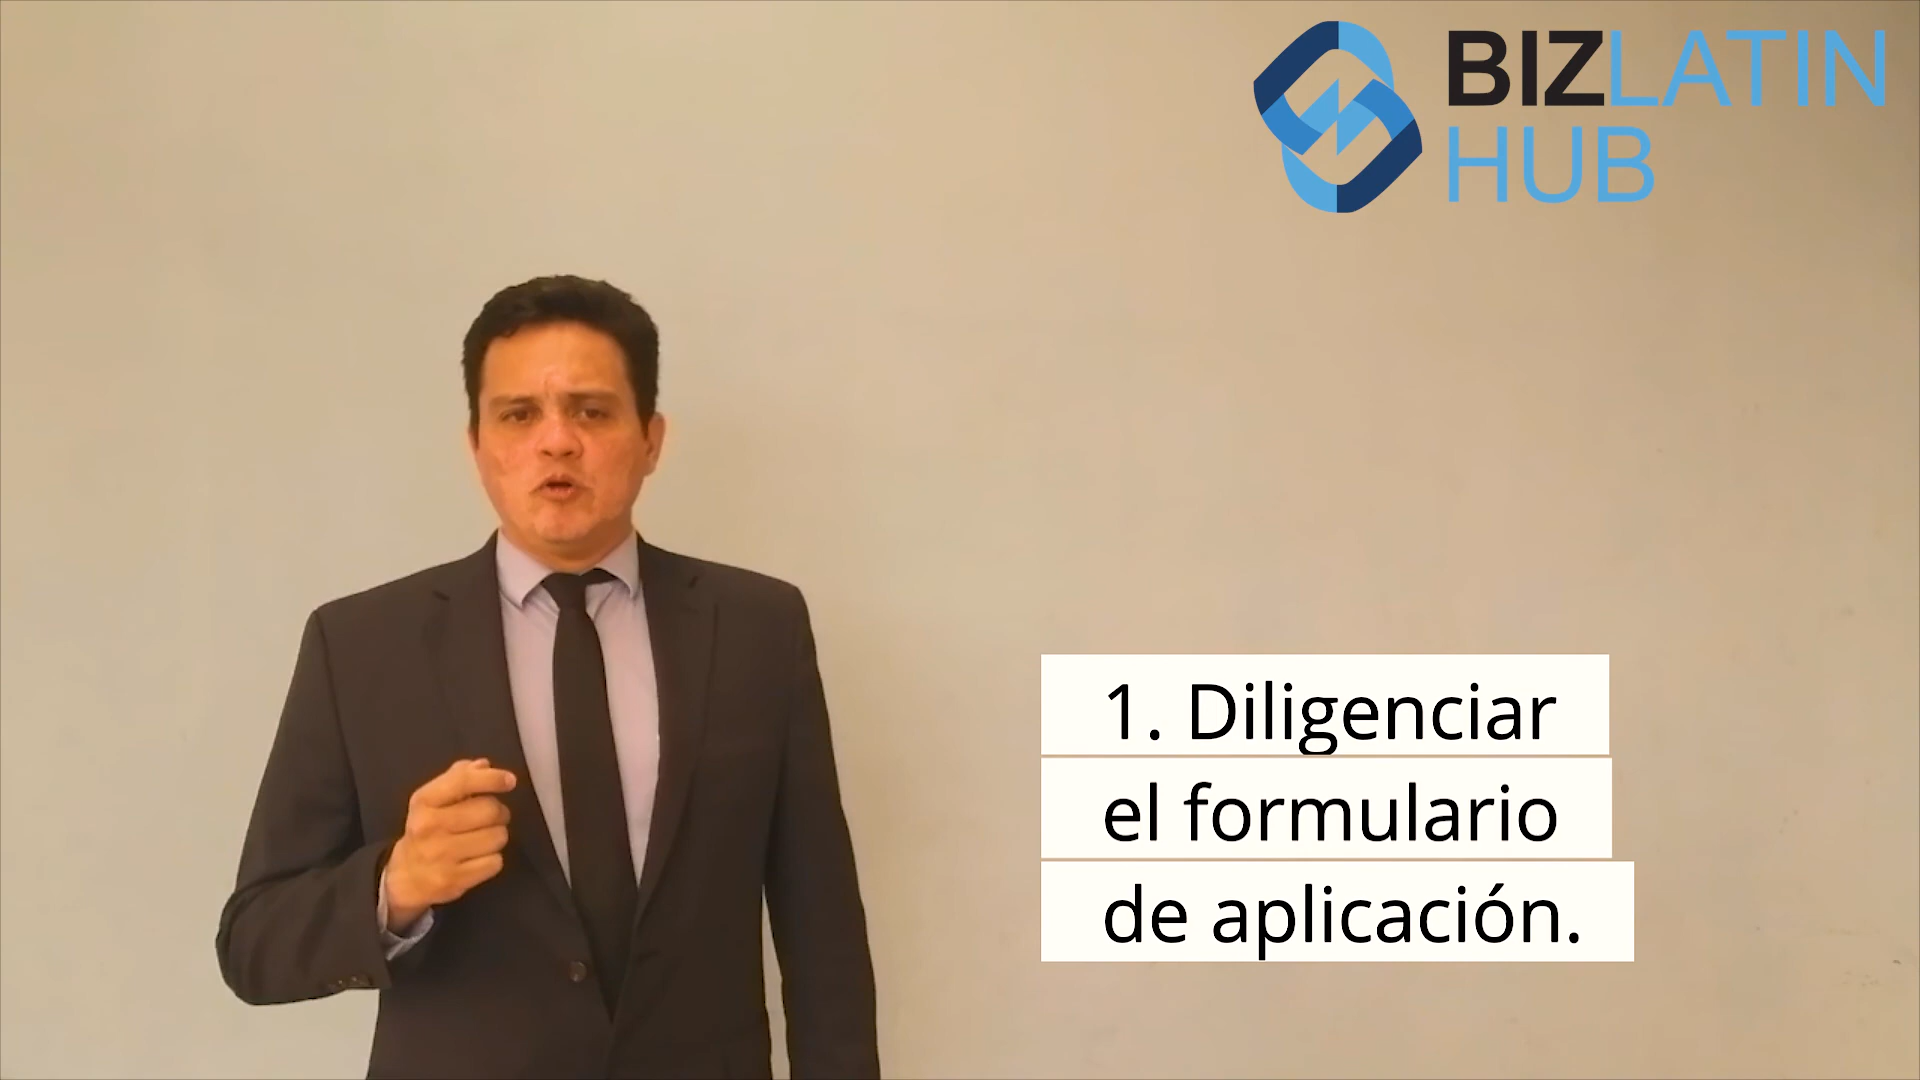 BIZLATIN
HUB
1. Diligenciar
el formulario
de aplicación.